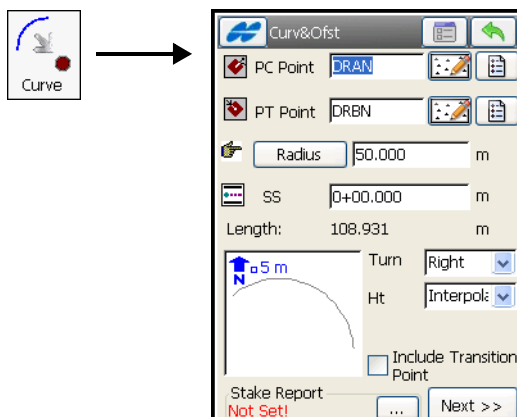 Curve
Curv&Ofst
PC Point DRAN
PT Point DRBN
Radius 50.000 m
SS 0+00.000 m
Length: 108.931 m
5 m
N
Turn Right
Ht Interpola
Include Transition
Point
Stake Report
Not Set!
... Next >>